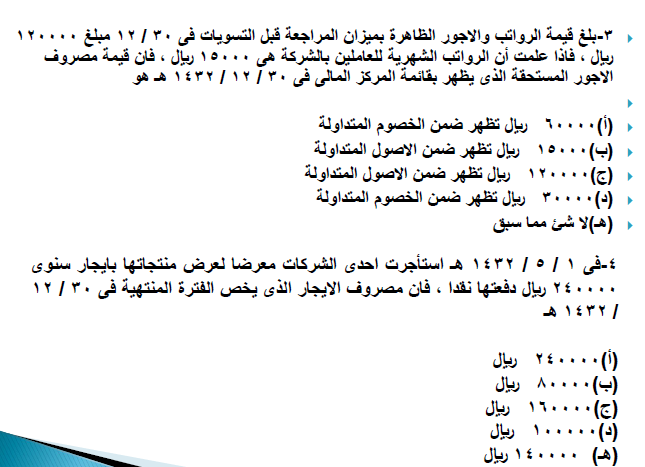 ٣-بلغ قيمة الرواتب والاجور الظاهرة بميزان المراجعة قبل التسويات فى ٣٠ / ١٢ مبلغ ١٢٠٠٠٠
ريال ، فاذا علمت أن الرواتب الشهرية للعاملين بالشركة هى ١٥٠٠٠ ريال ، فان قيمة مصروف
الاجور المستحقة الذى يظهر بقائمة المركز المالى فى ٣٠ / ١٢ / ١٤٣٢ هـ هو
(أ)٦٠٠٠٠ ريال تظهر ضمن الخصوم المتداولة
(ب)١٥٠٠٠ ريال تظهر ضمن الاصول المتداولة
(ج)١٢٠٠٠٠ ريال تظهر ضمن الاصول المتداولة
(د)٣٠٠٠٠ ريال تظهر ضمن الخصوم المتداولة
(هـ)لا شئ مما سبق
٤-فى ١ / ٥ / ١٤٣٢ هـ استأجرت احدى الشركات معرضا لعرض منتجاتها بايجار سنوى
٢٤٠٠٠٠ ريال دفعتها نقدا ، فان مصروف الايجار الذى يخص الفترة المنتهية فى ٣٠ / ١٢
/ ١٤٣٢ هـ
(أ)٢٤٠٠٠٠ ريال
(ب)٨٠٠٠٠ ريال
(ج)١٦٠٠٠٠ ريال
(د)١٠٠٠٠٠ ريال
(هـ) ١٤٠٠٠٠ ريال